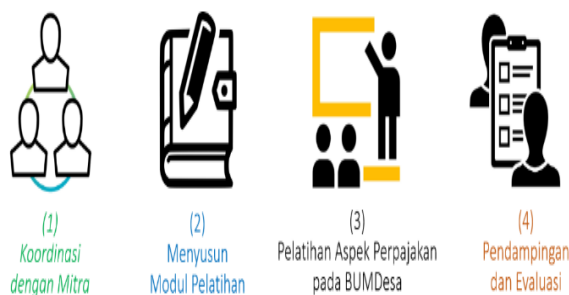 (1)
Koordinasi
dengan Mitra
(2)
Menyusun
Modul Pelatihan
(3)
Pelatihan Aspek Perpajakan
pada BUMDesa
(4)
Pendampingan
dan Evaluasi